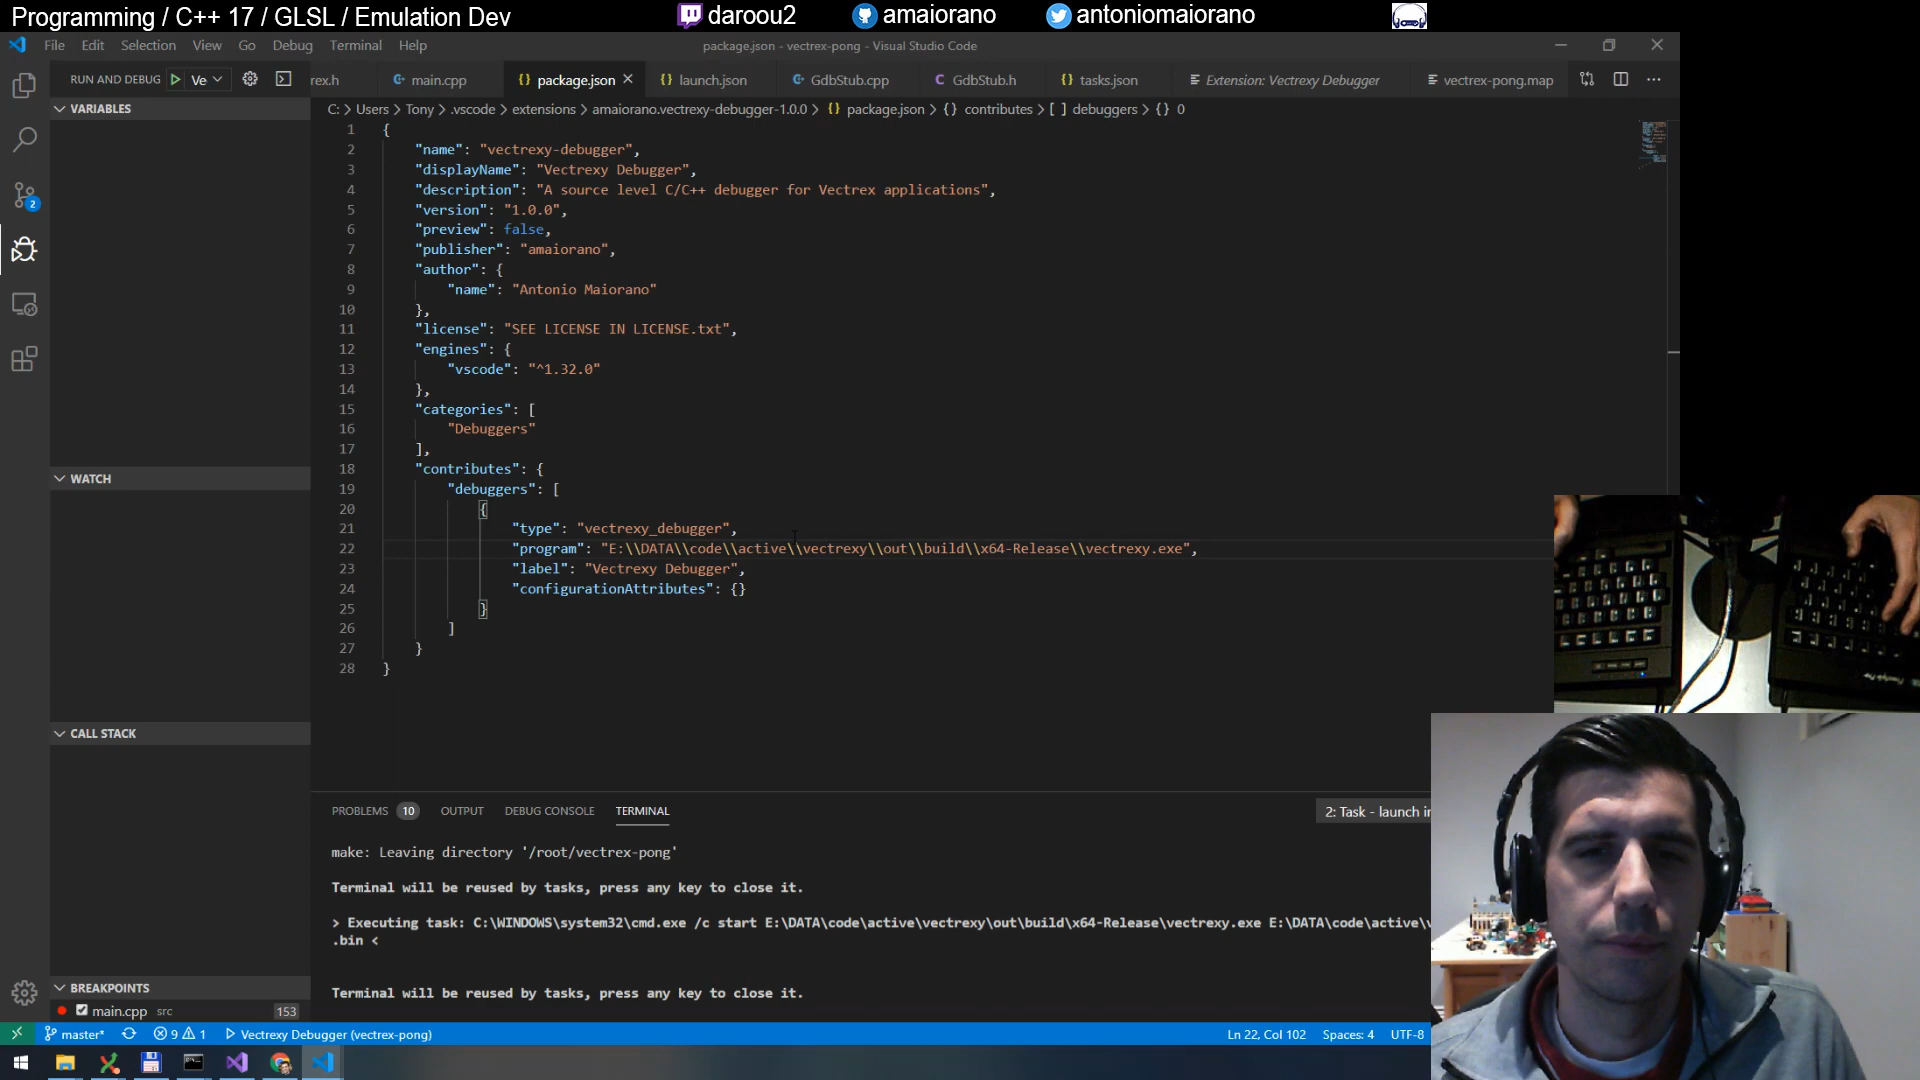 Programming / C++ 17 / GLSL / Emulation Dev
daroou2
amaiorano
antoniomaiorano
File Edit Selection View Go Debug Terminal Help
package.json - vectrex-pong - Visual Studio Code
RUN AND DEBUG Ve
rex.h
main.cpp
package.json
launch.json
GdbStub.cpp
GdbStub.h
tasks.json
Extension: Vectrexy Debugger
vectrex-pong.map
C: > Users > Tony > .vscode > extensions > amaiorano.vectrexy-debugger-1.0.0 > {} package.json > {} contributes > [ ] debuggers > {} 0
VARIABLES
WATCH
CALL STACK
BREAKPOINTS
main.cpp src 153
2
1 {
2 "name": "vectrexy-debugger",
3 "displayName": "Vectrexy Debugger",
4 "description": "A source level C/C++ debugger for Vectrex applications",
5 "version": "1.0.0",
6 "preview": false,
7 "publisher": "amaiorano",
8 "author": {
9 "name": "Antonio Maiorano"
10 },
11 "license": "SEE LICENSE IN LICENSE.txt",
12 "engines": {
13 "vscode": "^1.32.0"
14 },
15 "categories": [
16 "Debuggers"
17 ],
18 "contributes": {
19 "debuggers": [
20 {
21 "type": "vectrexy_debugger",
22 "program": "E:\\DATA\\code\\active\\vectrexy\\out\\build\\x64-Release\\vectrexy.exe",
23 "label": "Vectrexy Debugger",
24 "configurationAttributes": {}
25 }
26 ]
27 }
28 }
PROBLEMS 10 OUTPUT DEBUG CONSOLE TERMINAL
2: Task - launch in
make: Leaving directory '/root/vectrex-pong'
Terminal will be reused by tasks, press any key to close it.
> Executing task: C:\WINDOWS\system32\cmd.exe /c start E:\DATA\code\active\vectrexy\out\build\x64-Release\vectrexy.exe E:\DATA\code\active\v
.bin <
Terminal will be reused by tasks, press any key to close it.
master* 9 1 Vectrexy Debugger (vectrex-pong)
Ln 22, Col 102 Spaces: 4 UTF-8